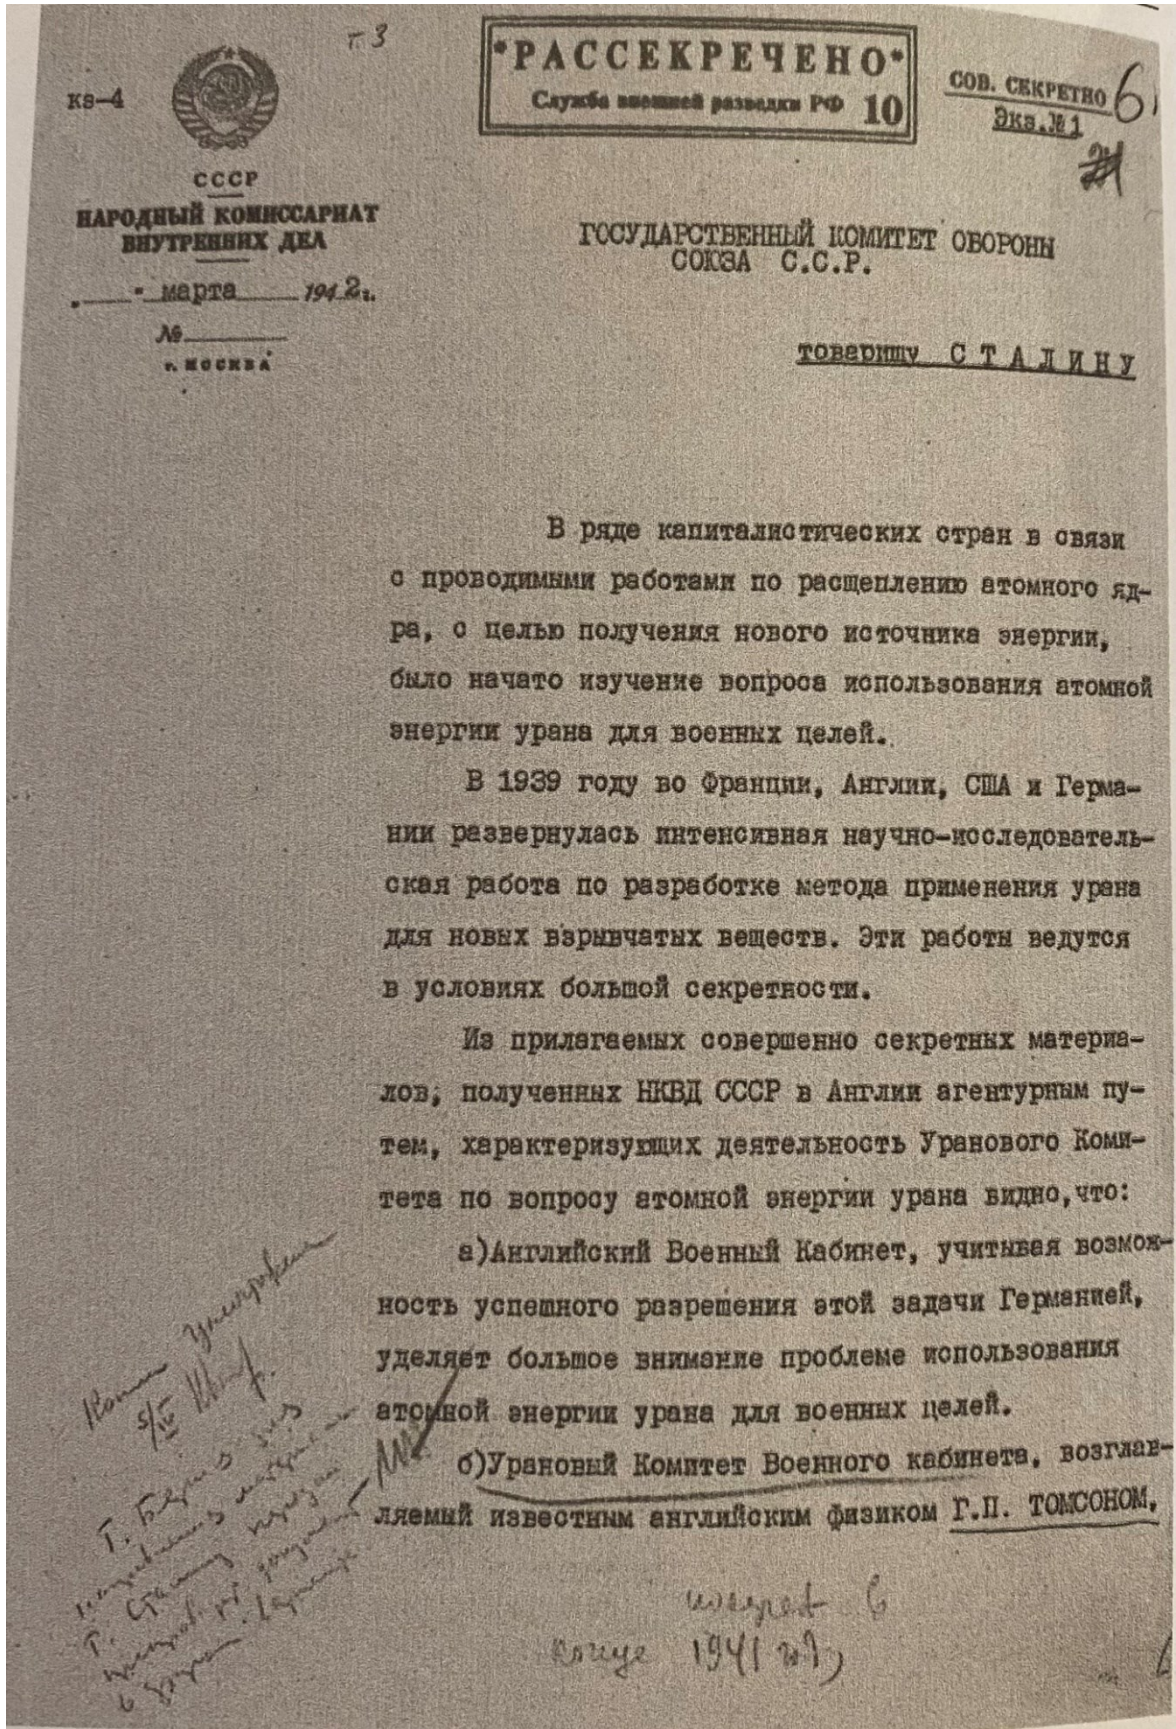 т 3
*РАССЕКРЕЧЕНО*
Служба внешней разведки РФ 10
кз-4
СОВ. СЕКРЕТНО
Экз.№1
6
СССР
НАРОДНЫЙ КОМИССАРИАТ
ВНУТРЕННИХ ДЕЛ
"___" марта 1942г.
№
г. МОСКВА
ГОСУДАРСТВЕННЫЙ КОМИТЕТ ОБОРОНЫ
СОЮЗА С.С.Р.
товарищу С Т А Л И Н У
В ряде капиталистических стран в связи
с проводимыми работами по расщеплению атомного яд-
ра, с целью получения нового источника энергии,
было начато изучение вопроса использования атомной
энергии урана для военных целей.
В 1939 году во Франции, Англии, США и Герма-
нии развернулась интенсивная научно-исследователь-
ская работа по разработке метода применения урана
для новых взрывчатых веществ. Эти работы ведутся
в условиях большой секретности.
Из прилагаемых совершенно секретных материа-
лов, полученных НКВД СССР в Англии агентурным пу-
тем, характеризующих деятельность Уранового Коми-
тета по вопросу атомной энергии урана видно,что:
а)Английский Военный Кабинет, учитывая возмож-
ность успешного разрешения этой задачи Германией,
уделяет большое внимание проблеме использования
атомной энергии урана для военных целей.
б)Урановый Комитет Военного кабинета, возглав-
ляемый известным английским физиком Г.П. ТОМСОНОМ,
Т. Берия
Т. Сталину
конце 1941